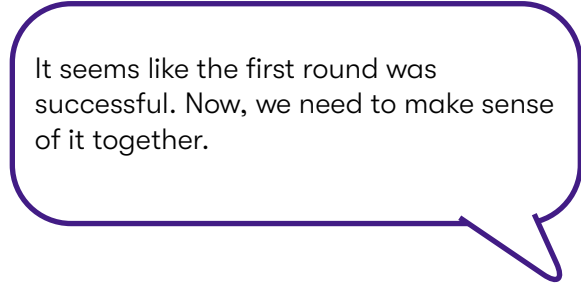 It seems like the first round was
successful. Now, we need to make sense
of it together.